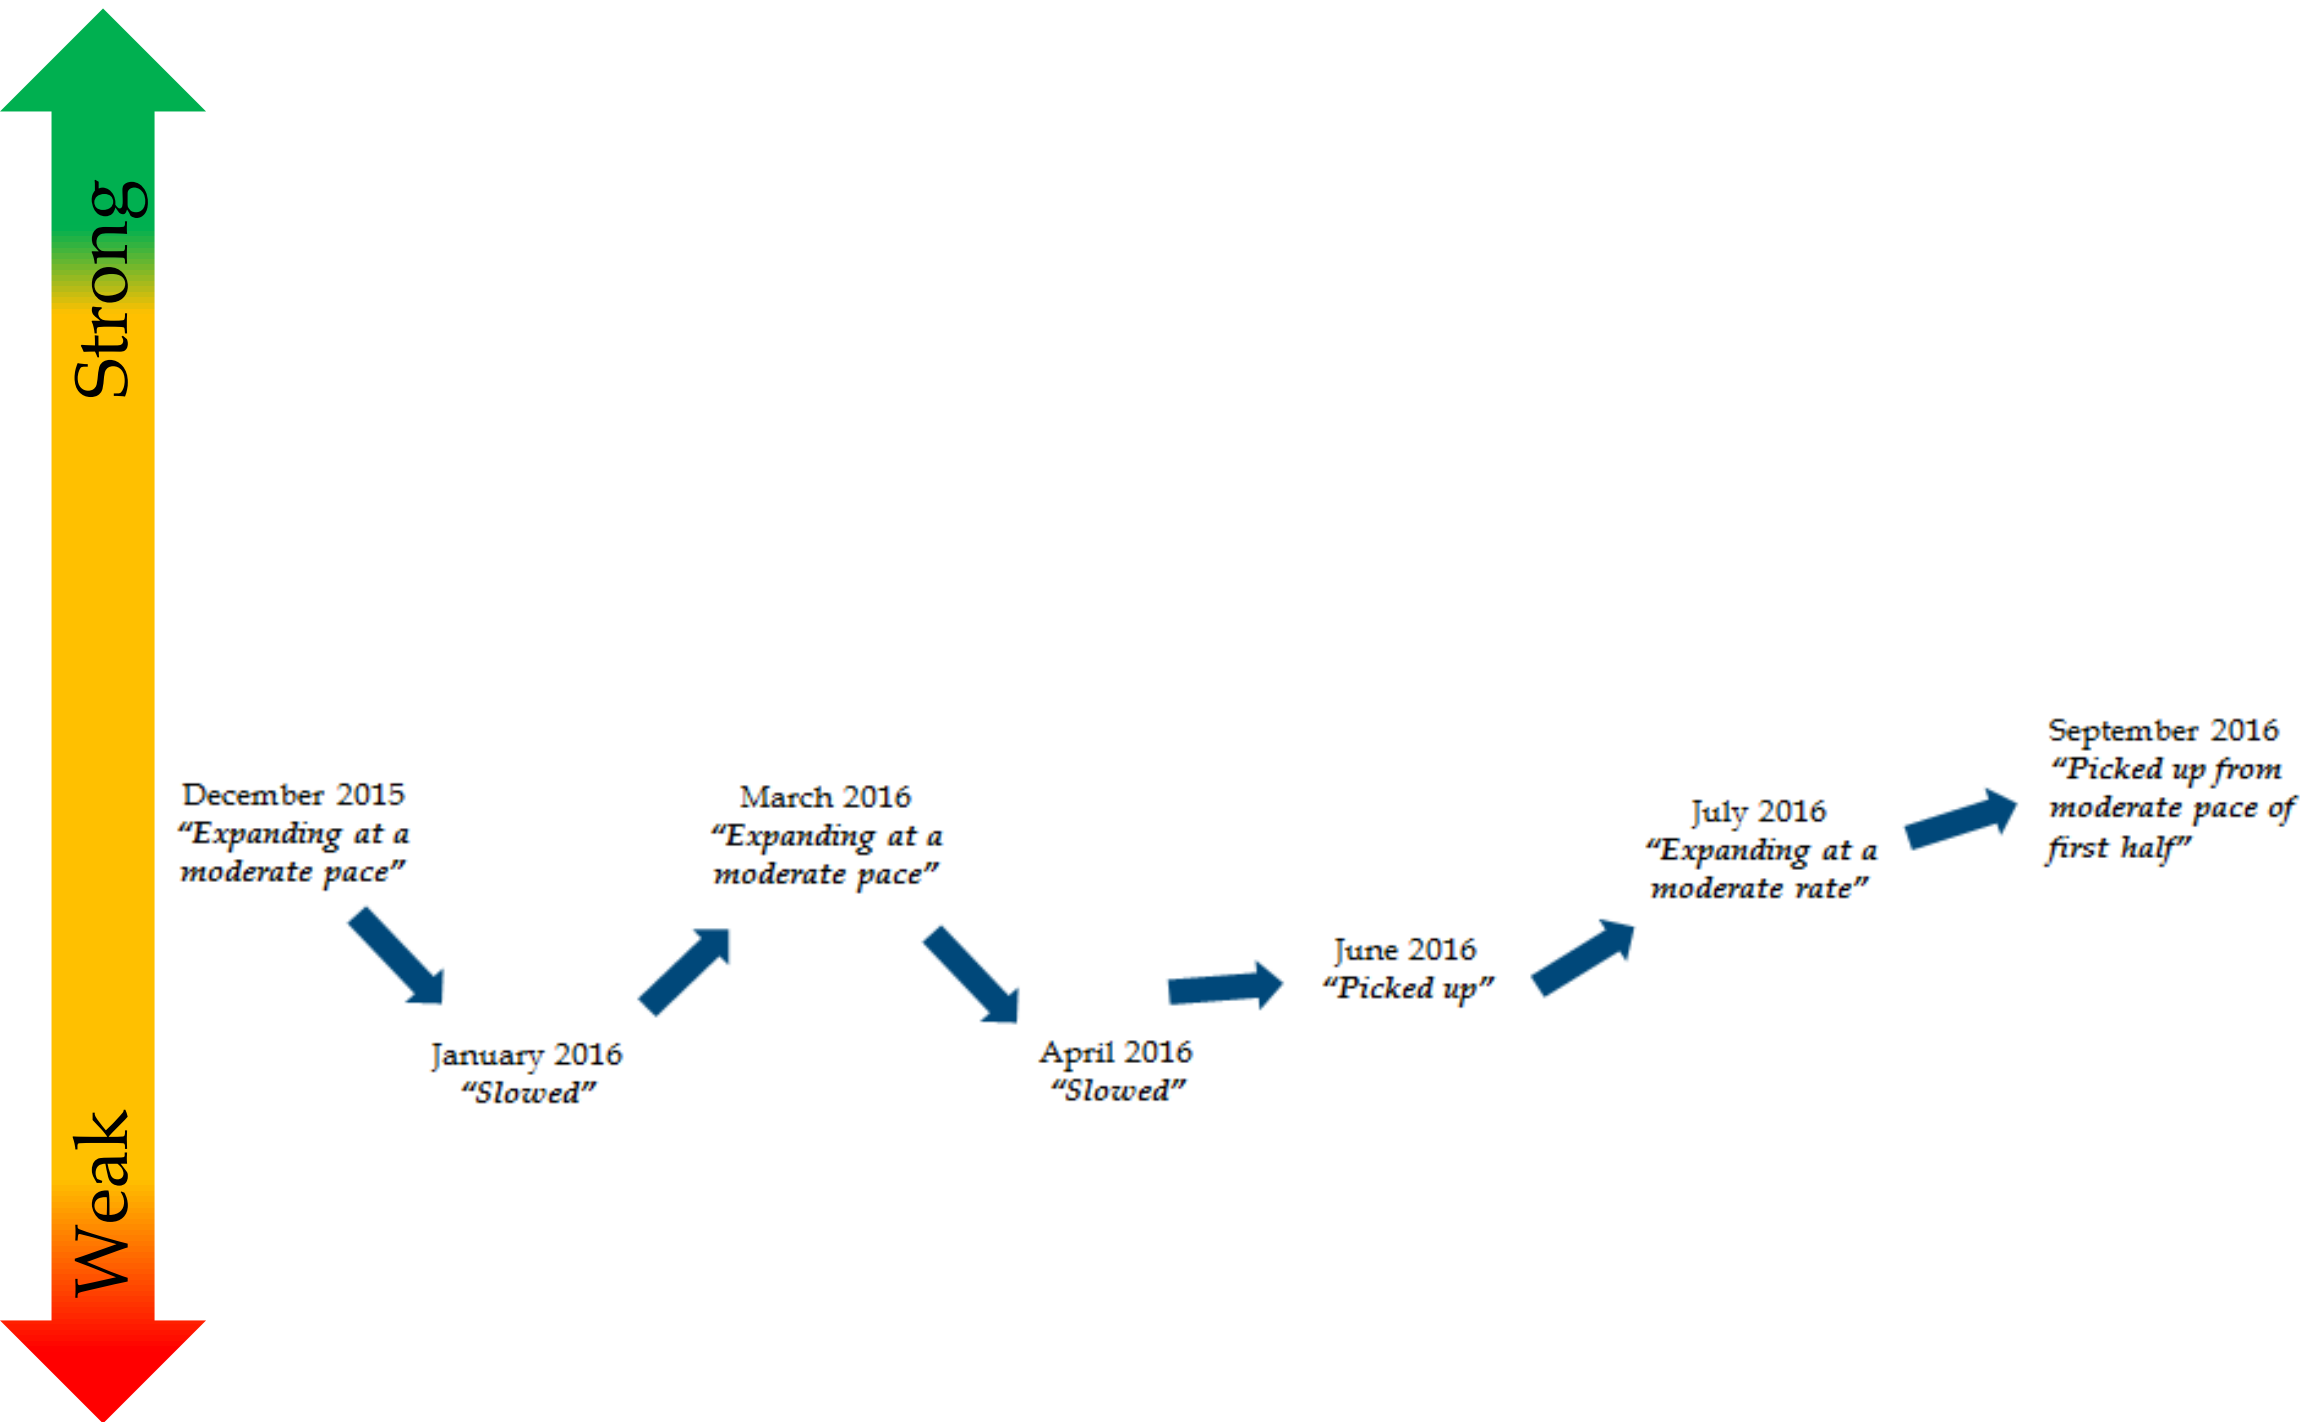 Strong
Weak
December 2015
“Expanding at a
moderate pace”
January 2016
“Slowed”
March 2016
“Expanding at a
moderate pace”
April 2016
“Slowed”
June 2016
“Picked up”
July 2016
“Expanding at a
moderate rate”
September 2016
“Picked up from
moderate pace of
first half”